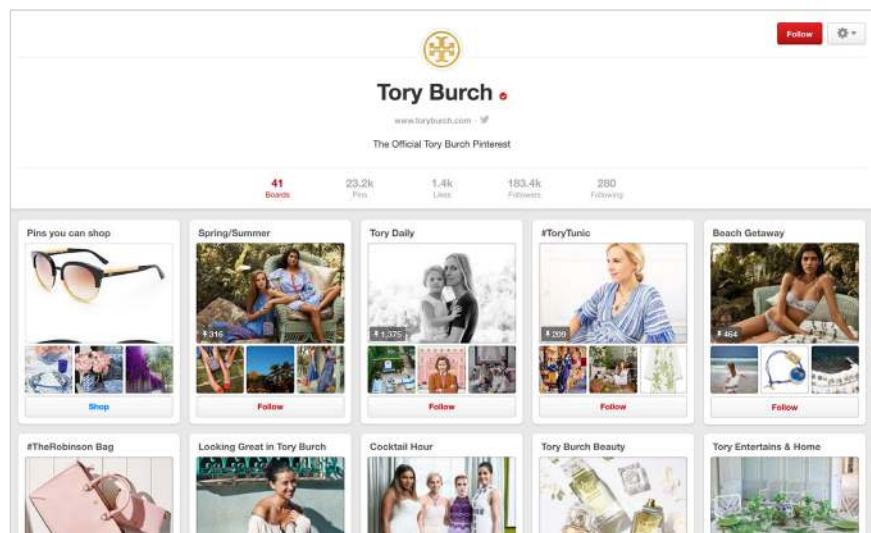 Follow
Tory Burch
www.toryburch.com ·
The Official Tory Burch Pinterest
41 23.2k 1.4k 183.4k 280
Boards Pins Likes Followers Following
Pins you can shop Spring/Summer Tory Daily #ToryTunic Beach Getaway
316 1,375 209 464
Shop Follow Follow Follow Follow
#TheRobinson Bag Looking Great in Tory Burch Cocktail Hour Tory Burch Beauty Tory Entertains & Home